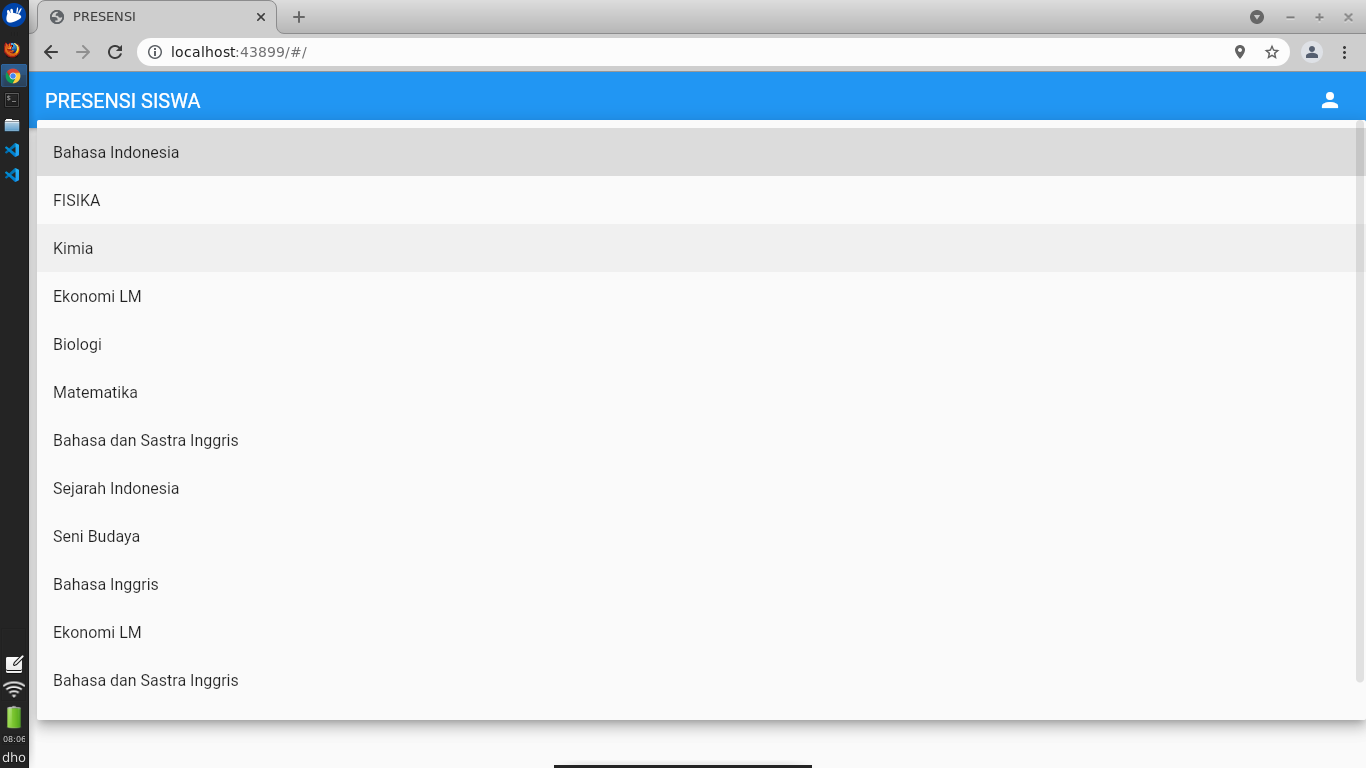 PRESENSI
localhost:43899/#/
PRESENSI SISWA
Bahasa Indonesia
FISIKA
Kimia
Ekonomi LM
Biologi
Matematika
Bahasa dan Sastra Inggris
Sejarah Indonesia
Seni Budaya
Bahasa Inggris
Ekonomi LM
Bahasa dan Sastra Inggris
08:06
dho